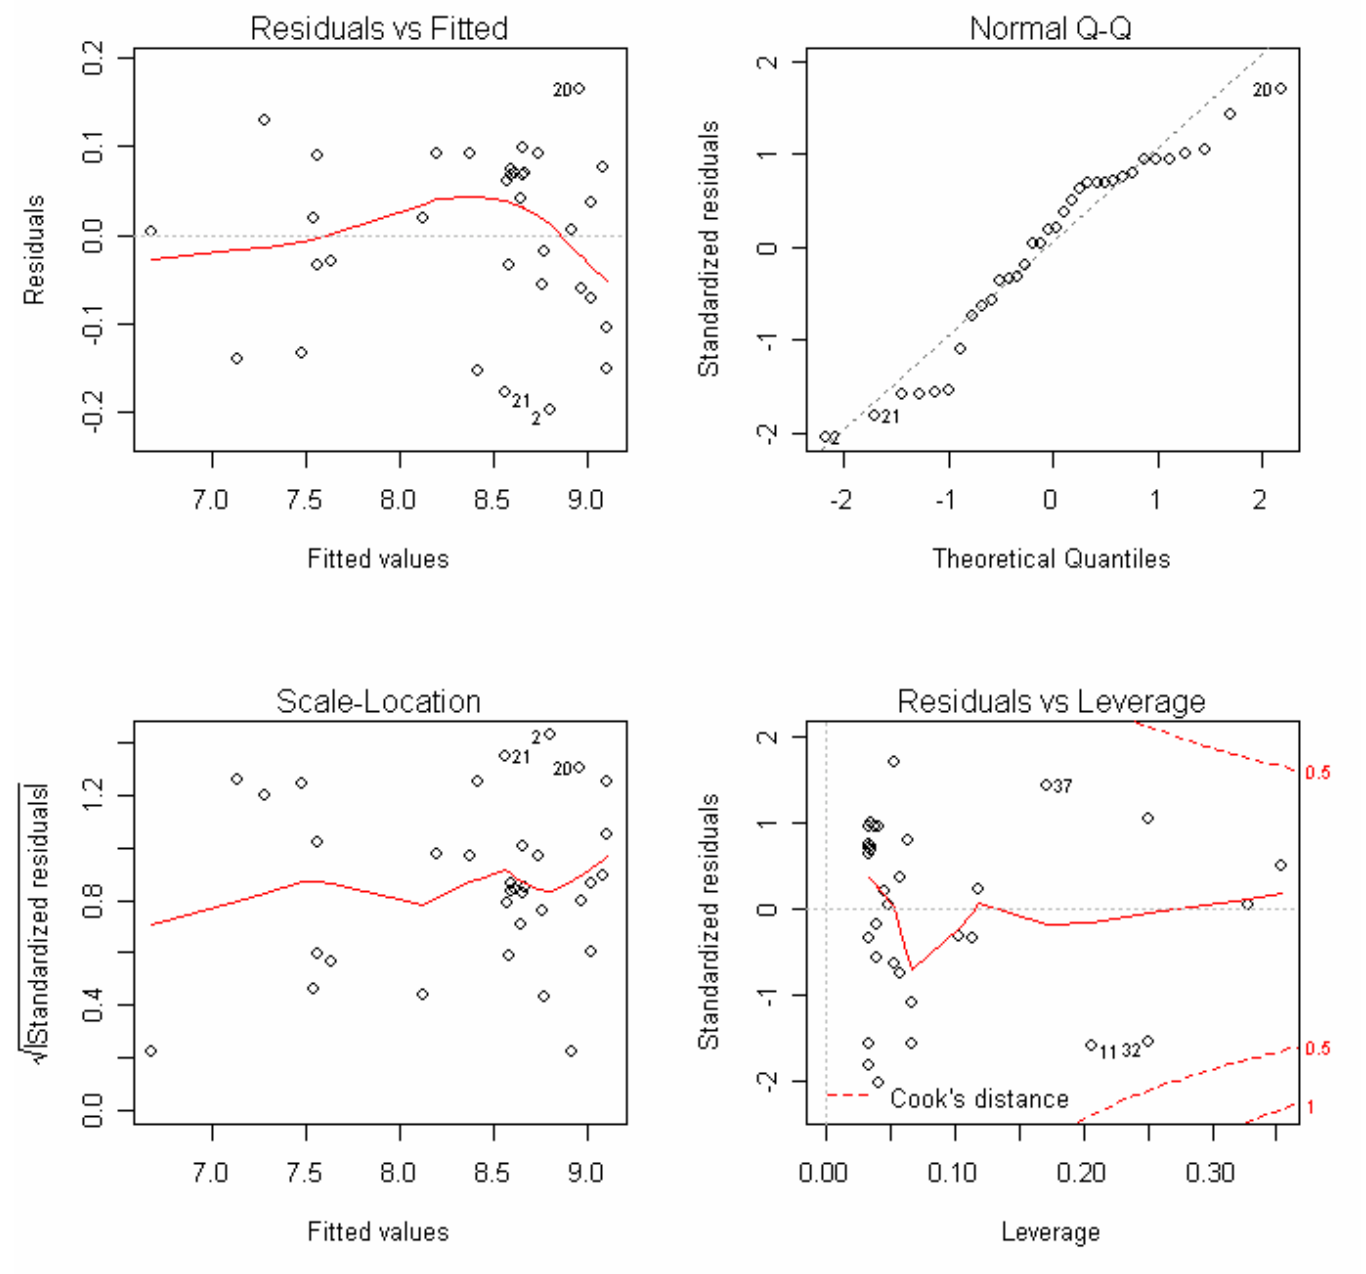 Residuals vs Fitted
Residuals
0.2
0.1
0.0
-0.1
-0.2
20
21
2
7.0 7.5 8.0 8.5 9.0
Fitted values
Normal Q-Q
Standardized residuals
2
1
0
-1
-2
20
21
2
-2 -1 0 1 2
Theoretical Quantiles
Scale-Location
√|Standardized residuals|
1.2
0.8
0.4
0.0
2
21
20
7.0 7.5 8.0 8.5 9.0
Fitted values
Residuals vs Leverage
Standardized residuals
2
1
0
-1
-2
37
11 32
0.5
0.5
1
Cook's distance
0.00 0.10 0.20 0.30
Leverage